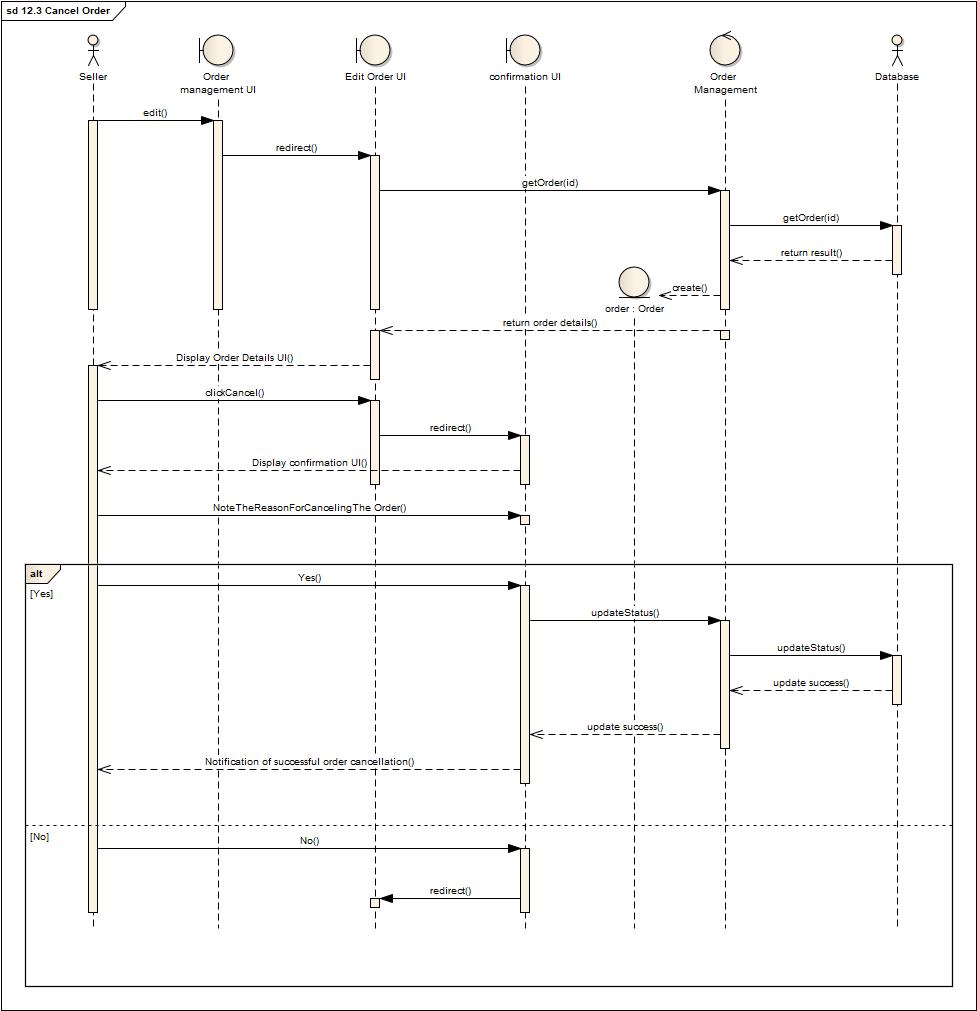 sd 12.3 Cancel Order
Seller
Order
management UI
Edit Order UI
confirmation UI
Order
Management
Database
edit()
redirect()
getOrder(id)
getOrder(id)
return result()
create()
order : Order
return order details()
Display Order Details UI()
clickCancel()
redirect()
Display confirmation UI()
NoteTheReasonForCancelingThe Order()
alt
[Yes]
Yes()
updateStatus()
updateStatus()
update success()
update success()
Notification of successful order cancellation()
[No]
No()
redirect()